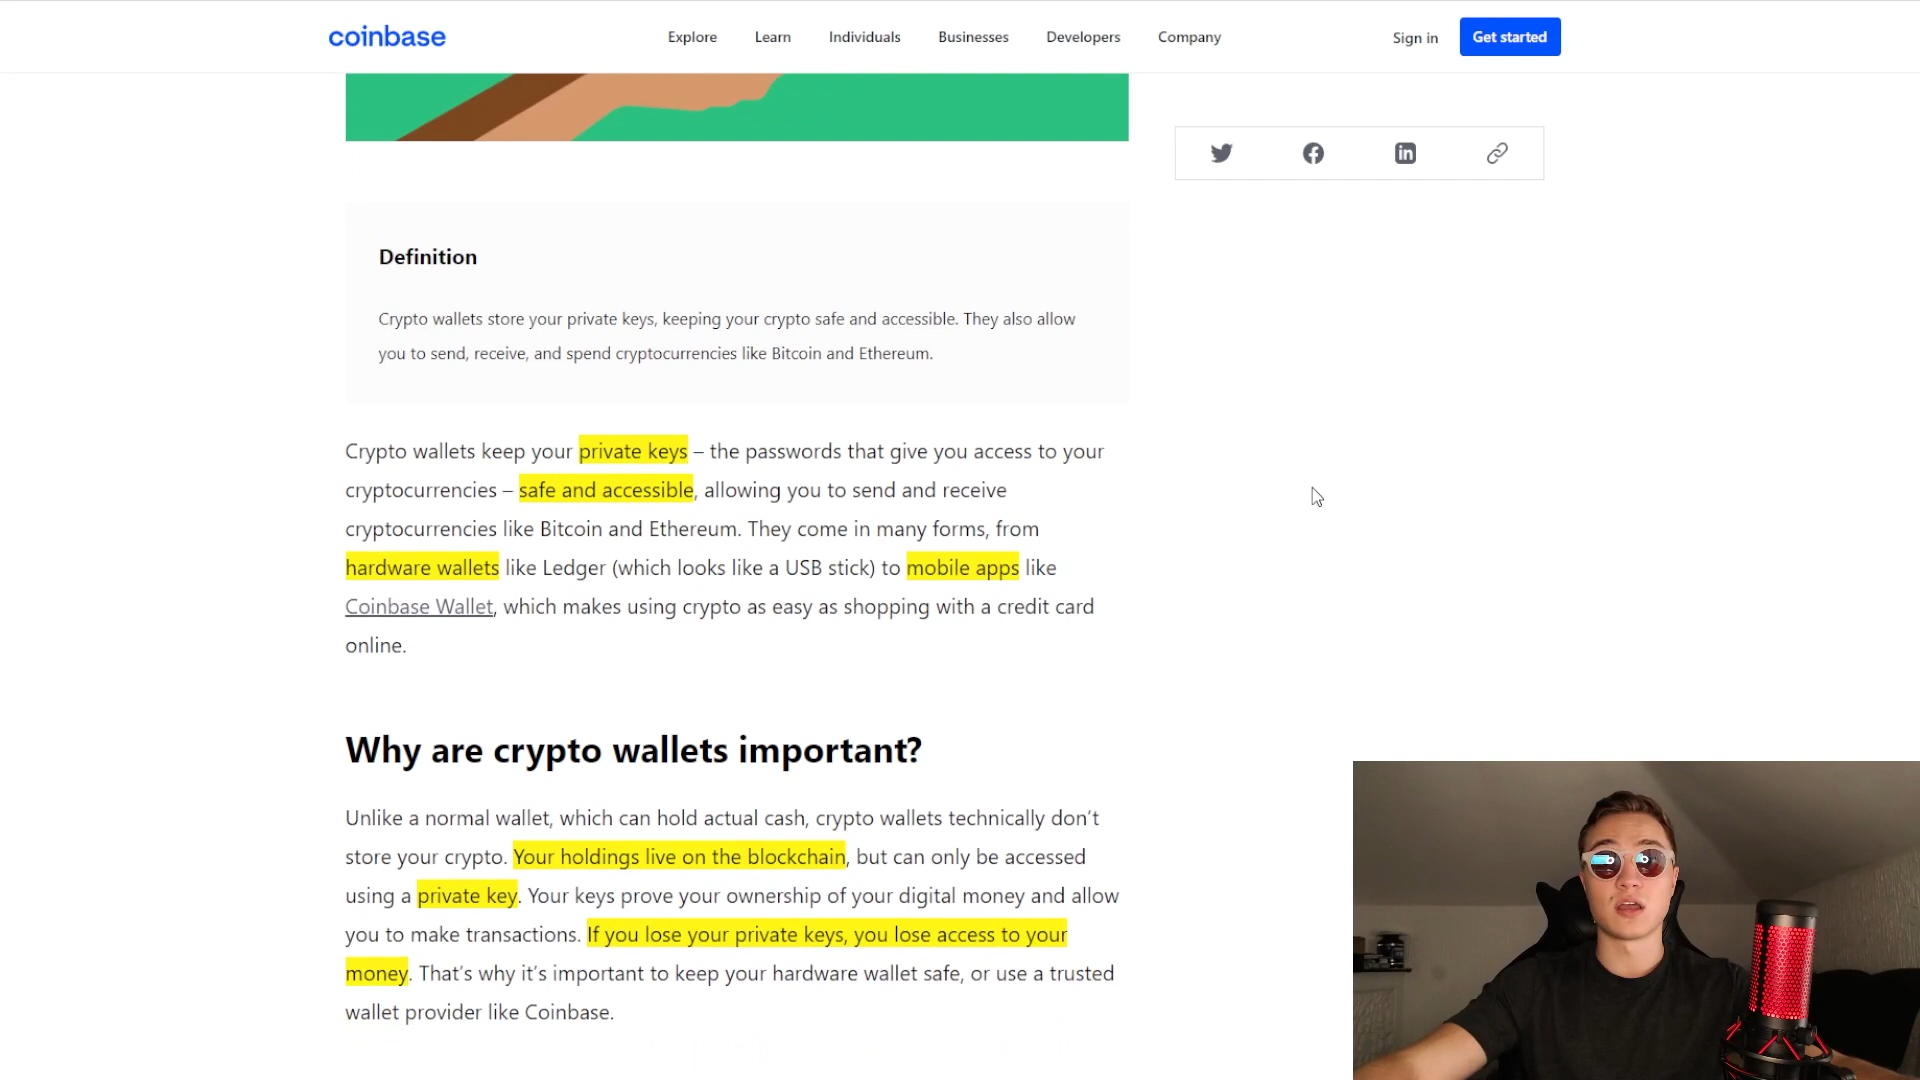 coinbase
Explore
Learn
Individuals
Businesses
Developers
Company
Sign in
Get started
Definition
Crypto wallets store your private keys, keeping your crypto safe and accessible. They also allow
you to send, receive, and spend cryptocurrencies like Bitcoin and Ethereum.
Crypto wallets keep your private keys – the passwords that give you access to your
cryptocurrencies – safe and accessible, allowing you to send and receive
cryptocurrencies like Bitcoin and Ethereum. They come in many forms, from
hardware wallets like Ledger (which looks like a USB stick) to mobile apps like
Coinbase Wallet, which makes using crypto as easy as shopping with a credit card
online.
Why are crypto wallets important?
Unlike a normal wallet, which can hold actual cash, crypto wallets technically don’t
store your crypto. Your holdings live on the blockchain, but can only be accessed
using a private key. Your keys prove your ownership of your digital money and allow
you to make transactions. If you lose your private keys, you lose access to your
money. That’s why it’s important to keep your hardware wallet safe, or use a trusted
wallet provider like Coinbase.